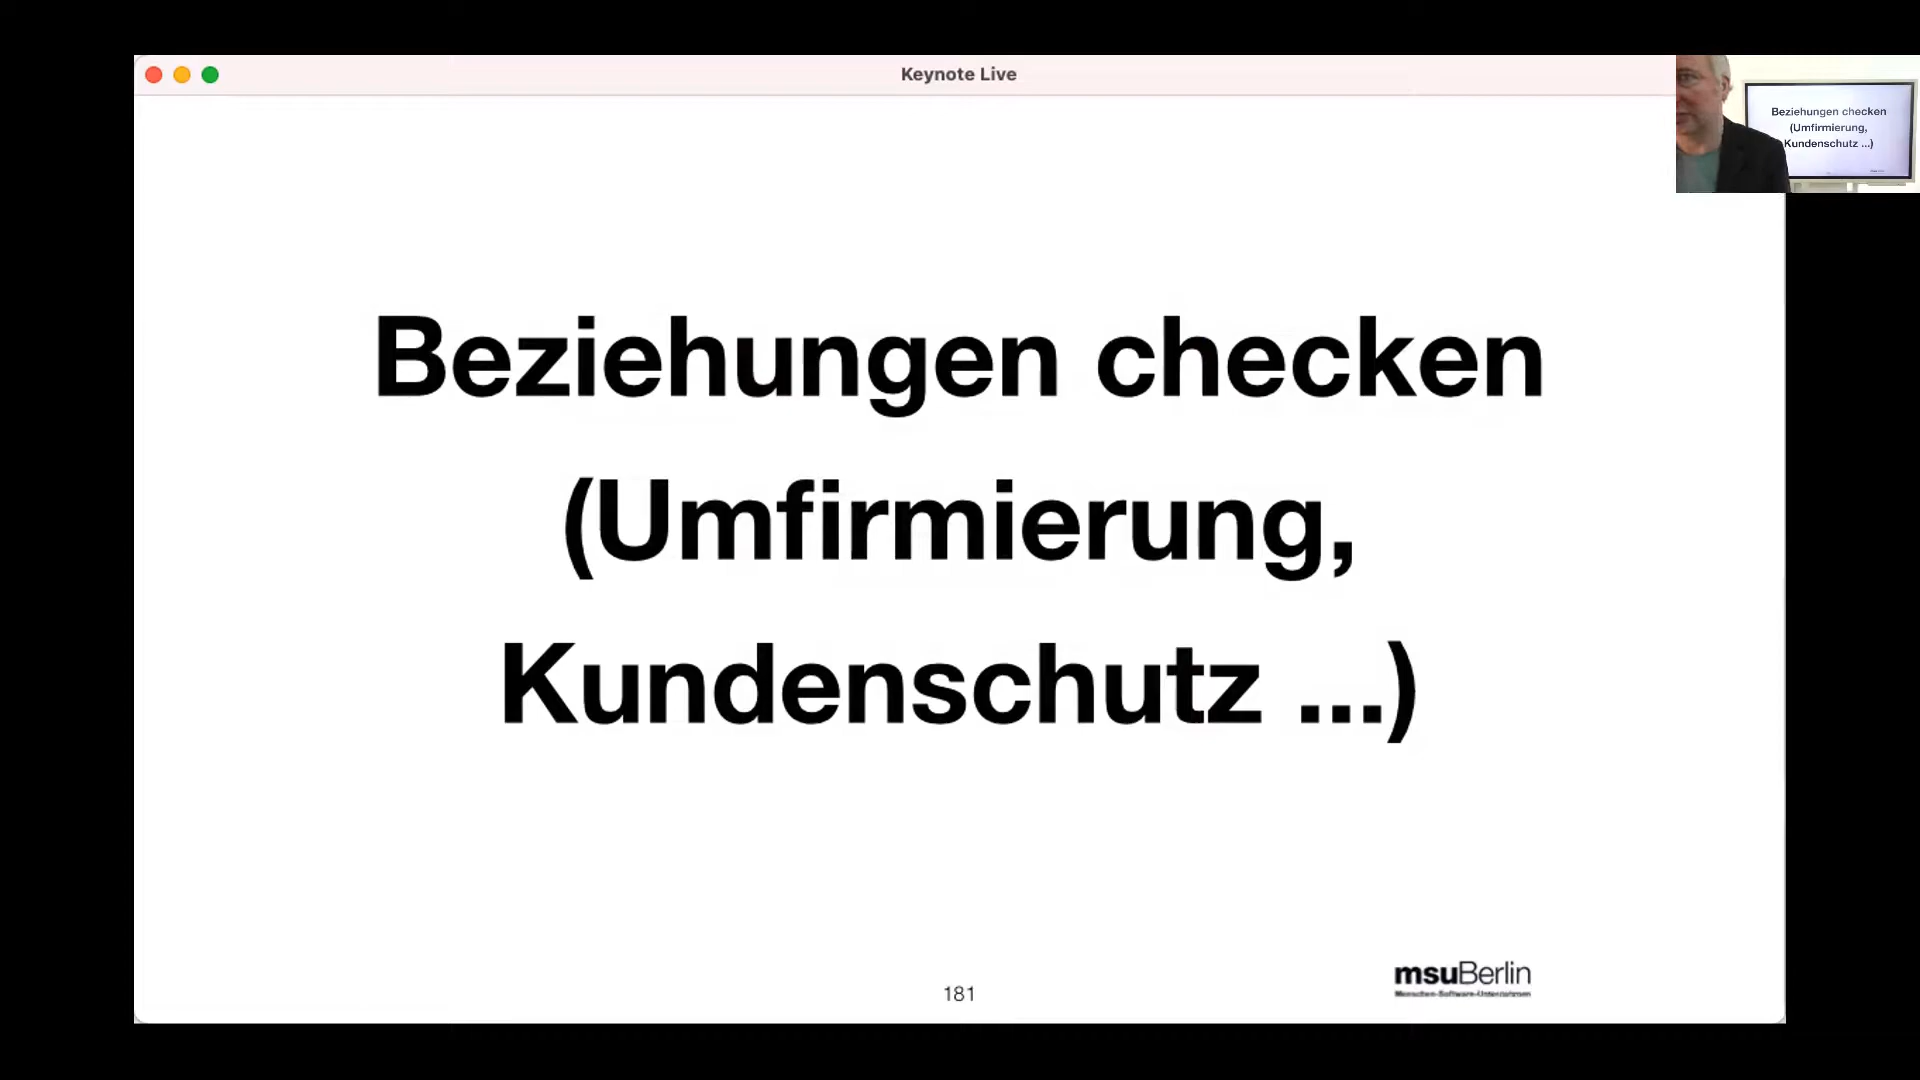 Keynote Live
Beziehungen checken
(Umfirmierung,
Kundenschutz ...)
Beziehungen checken
(Umfirmierung,
Kundenschutz ...)
181
msuBerlin
Menschen-Software-Unternehmen